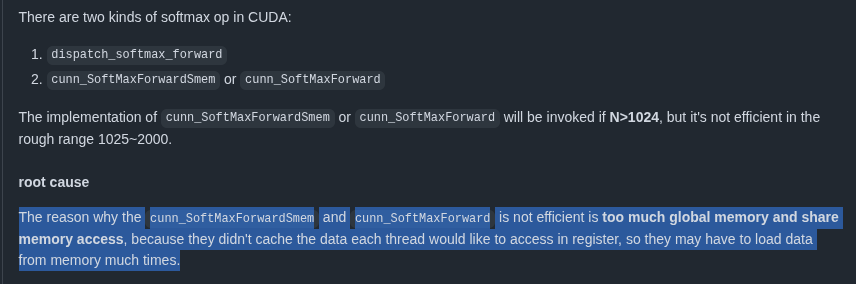 There are two kinds of softmax op in CUDA:
1. dispatch_softmax_forward
2. cunn_SoftMaxForwardSmem or cunn_SoftMaxForward
The implementation of cunn_SoftMaxForwardSmem or cunn_SoftMaxForward will be invoked if N>1024, but it's not efficient in the
rough range 1025~2000.
root cause
The reason why the cunn_SoftMaxForwardSmem and cunn_SoftMaxForward is not efficient is too much global memory and share
memory access, because they didn't cache the data each thread would like to access in register, so they may have to load data
from memory much times.